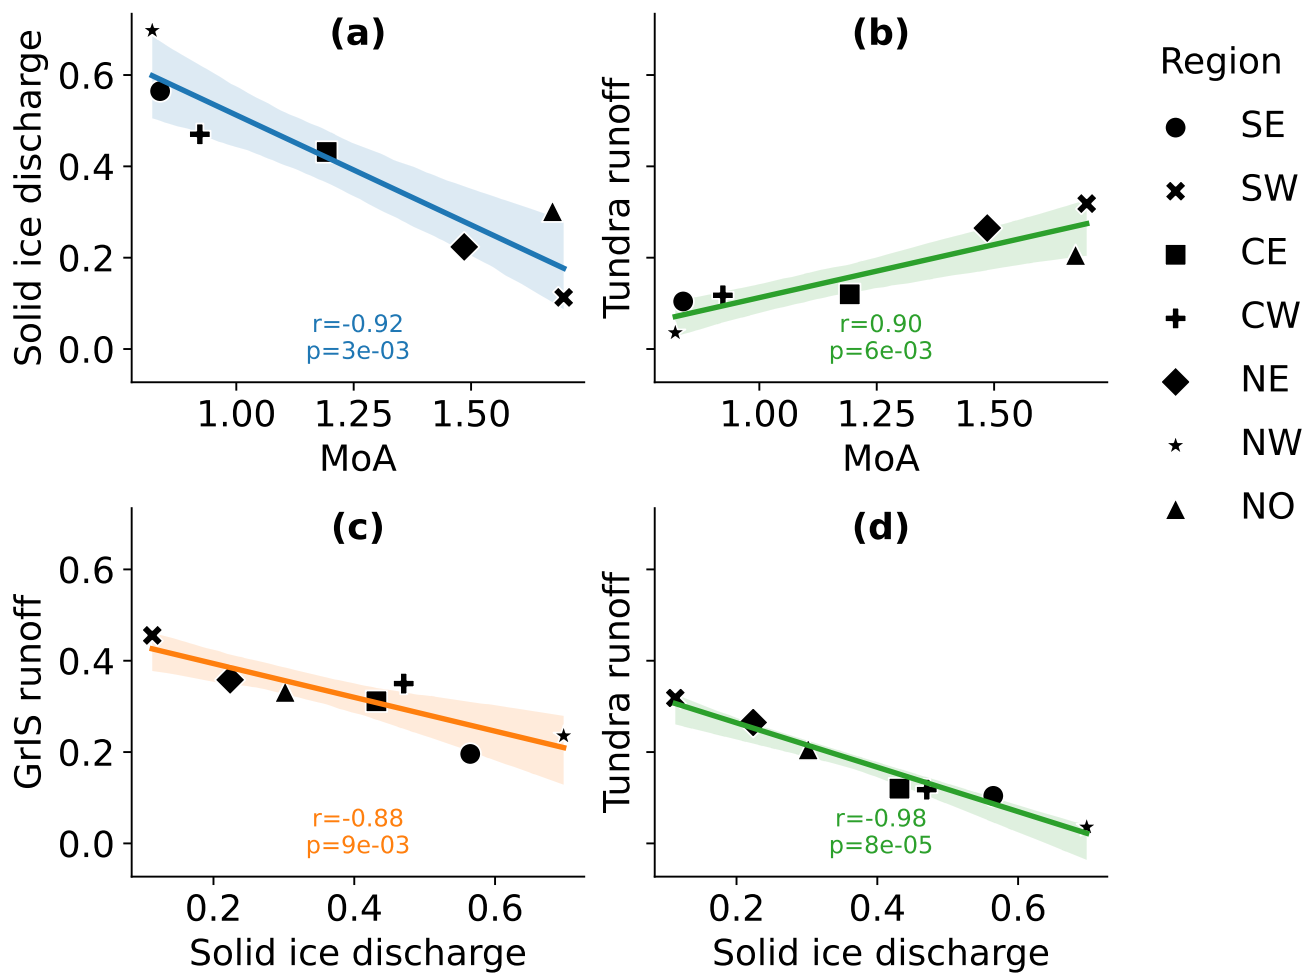 (a)
Solid ice discharge
0.6
0.4
0.2
0.0
r=-0.92
p=3e-03
1.00 1.25 1.50
MoA
(b)
Tundra runoff
r=0.90
p=6e-03
1.00 1.25 1.50
MoA
Region
SE
SW
CE
CW
NE
NW
NO
(c)
GrIS runoff
0.6
0.4
0.2
0.0
r=-0.88
p=9e-03
0.2 0.4 0.6
Solid ice discharge
(d)
Tundra runoff
r=-0.98
p=8e-05
0.2 0.4 0.6
Solid ice discharge